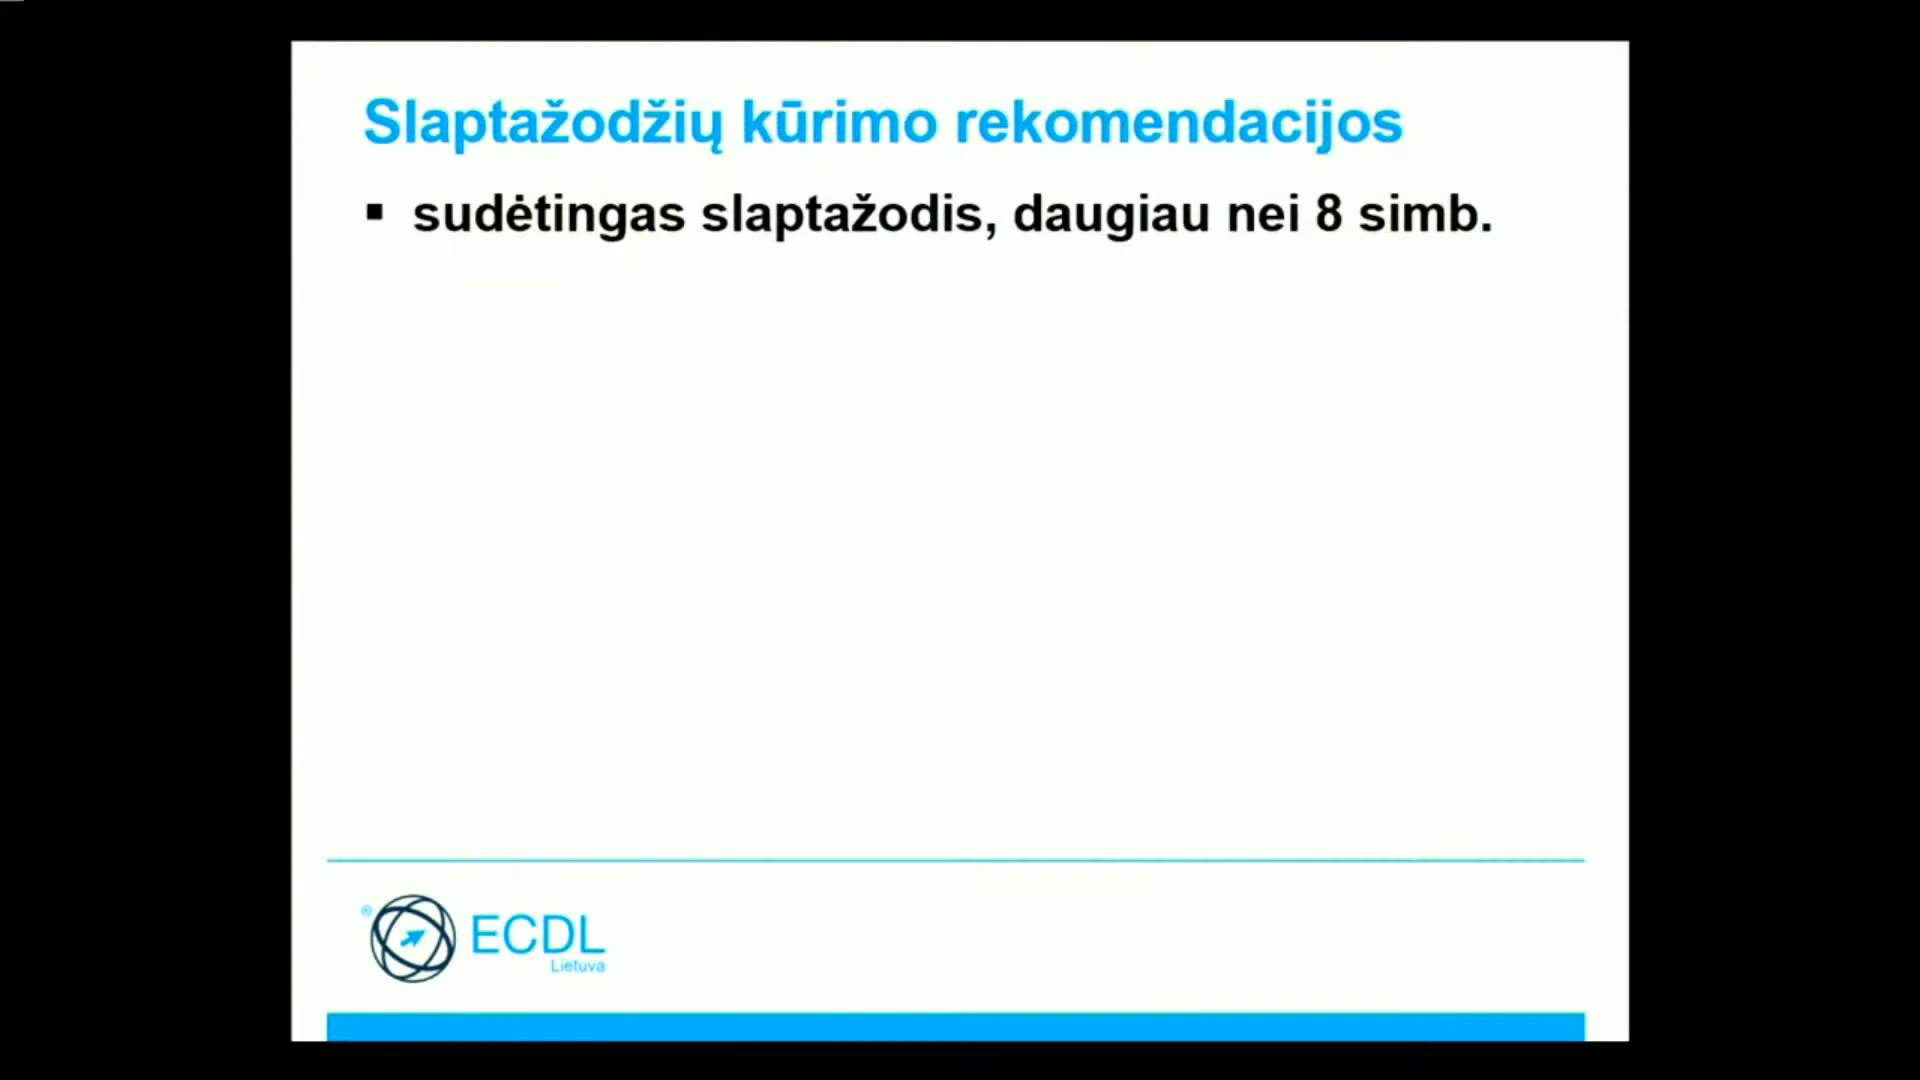 Slaptažodžių kūrimo rekomendacijos
▪ sudėtingas slaptažodis, daugiau nei 8 simb.
® ECDL
Lietuva